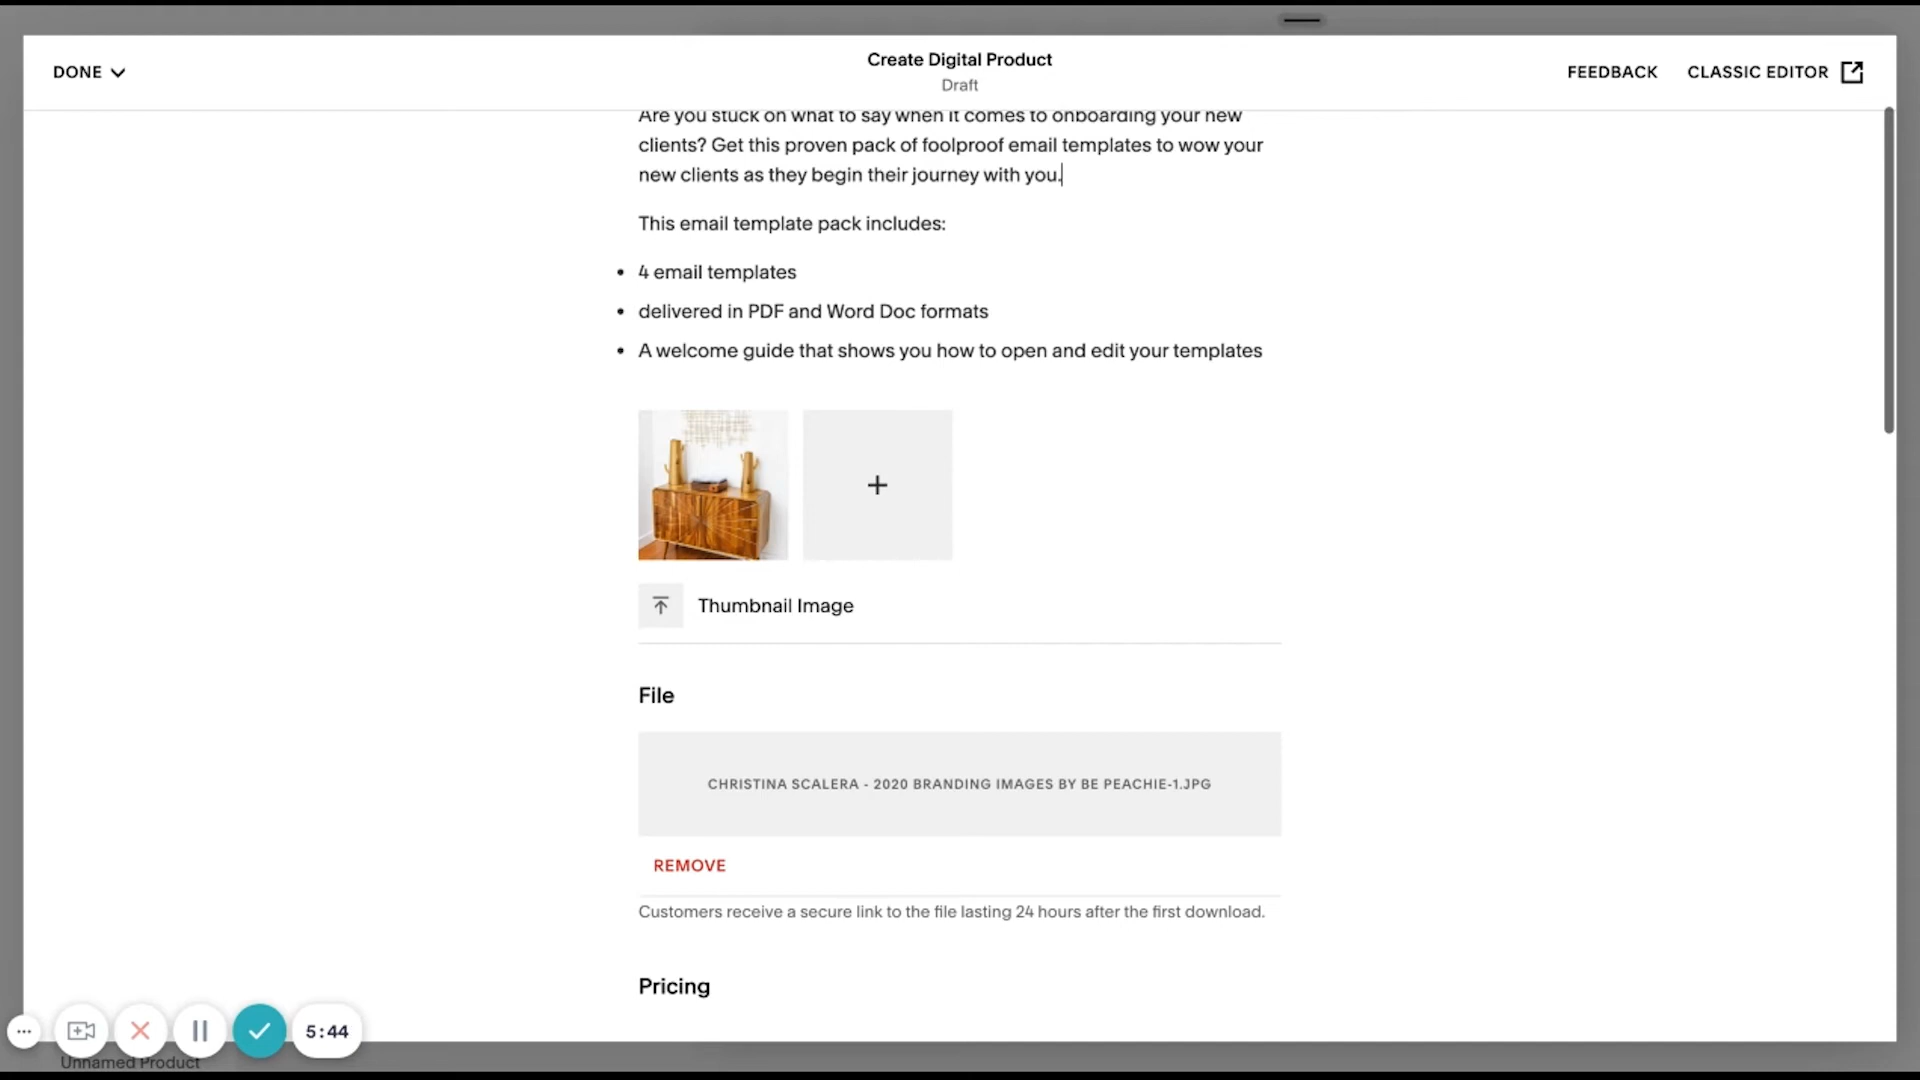 DONE
Create Digital Product
Draft
FEEDBACK
CLASSIC EDITOR
Are you stuck on what to say when it comes to onboarding your new
clients? Get this proven pack of foolproof email templates to wow your
new clients as they begin their journey with you.
This email template pack includes:
• 4 email templates
• delivered in PDF and Word Doc formats
• A welcome guide that shows you how to open and edit your templates
Thumbnail Image
File
CHRISTINA SCALERA - 2020 BRANDING IMAGES BY BE PEACHIE-1.JPG
REMOVE
Customers receive a secure link to the file lasting 24 hours after the first download.
Pricing
5:44
Unnamed Product